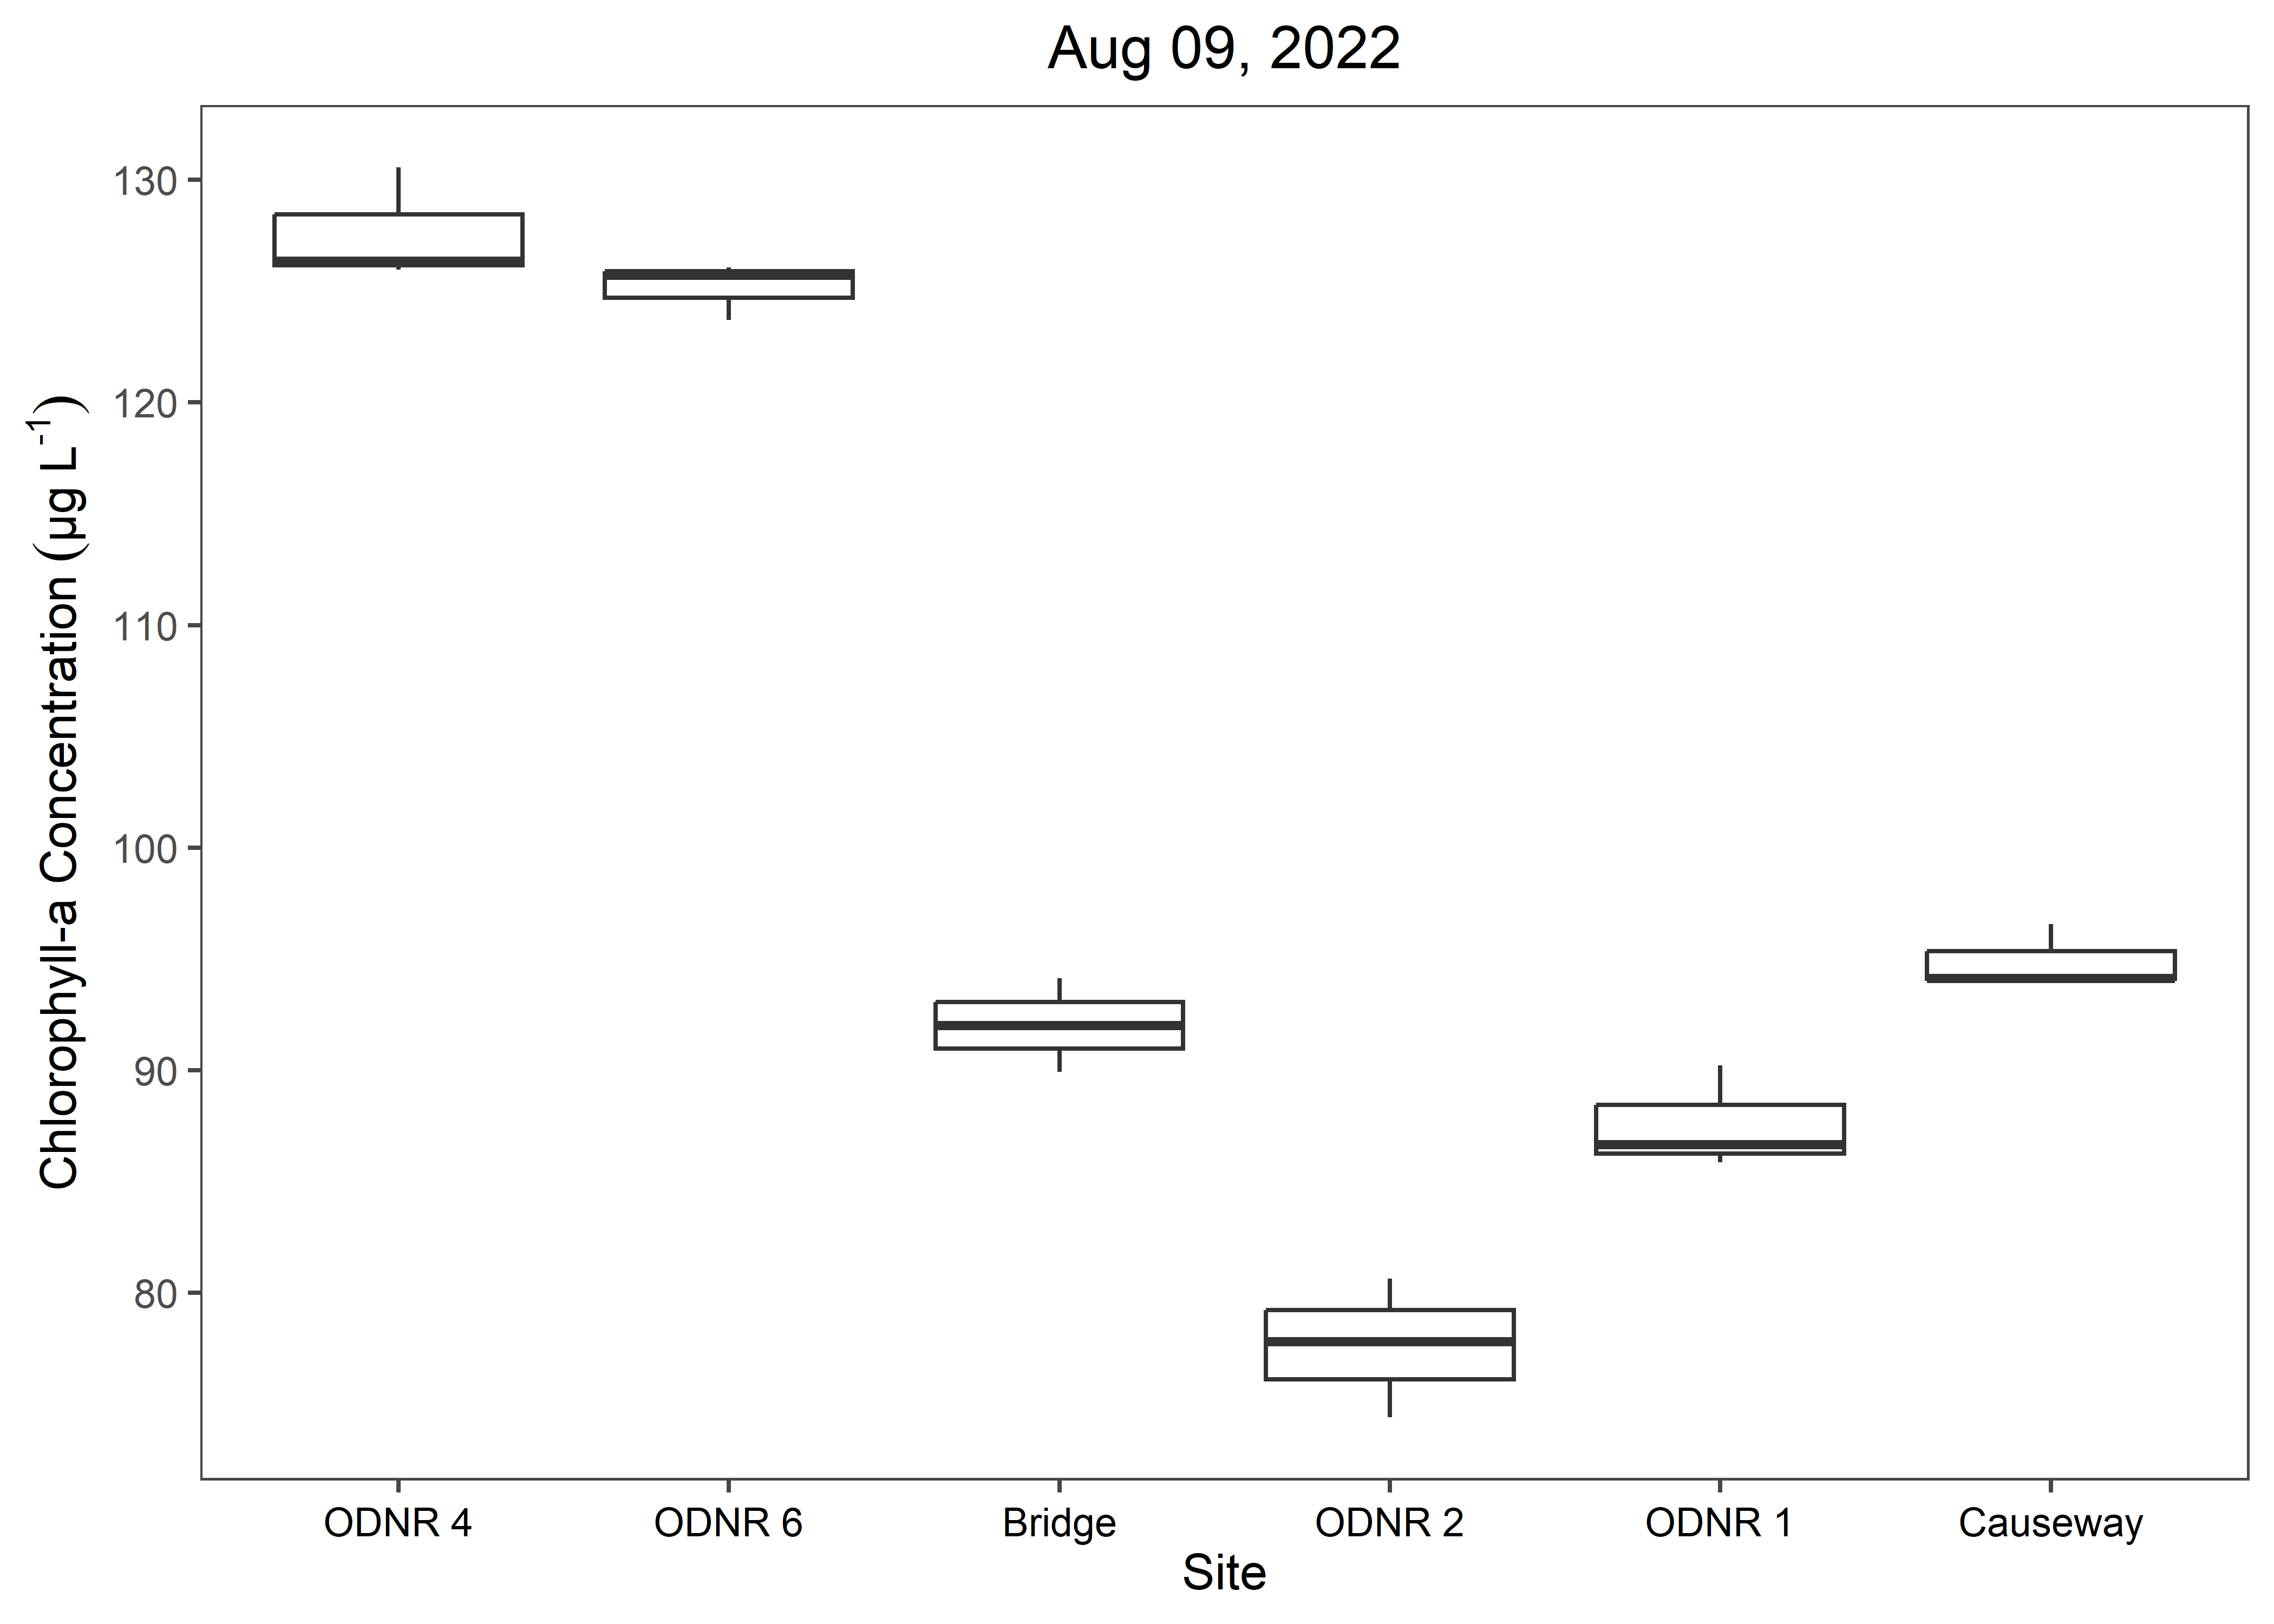 Aug 09, 2022
Chlorophyll-a Concentration (µg L⁻¹)
130
120
110
100
90
80
ODNR 4 ODNR 6 Bridge ODNR 2 ODNR 1 Causeway
Site